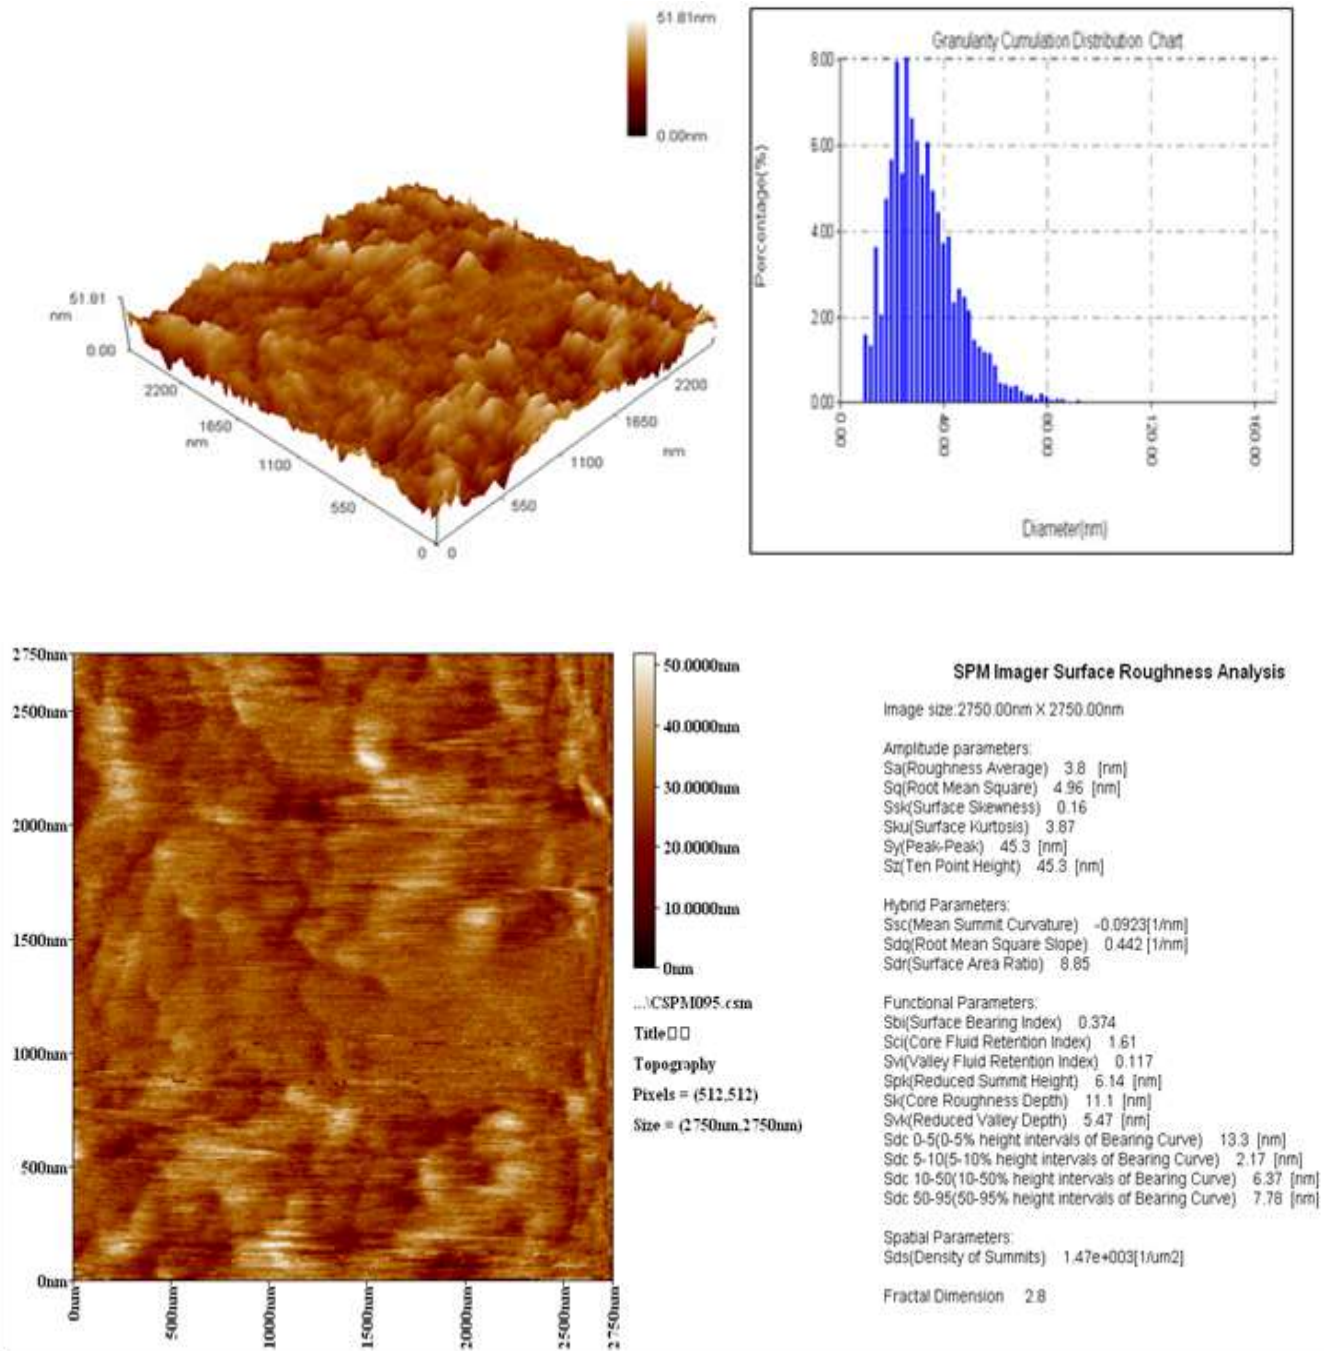 51.81nm
0.00nm
51.81
nm
0.00
2200
1650
nm
1100
550
0
0
550
1100
nm
1650
2200
Granularity Cumulation Distribution Chart
Percentage(%)
8.00
6.00
4.00
2.00
0.00
0.00
40.00
80.00
120.00
160.00
Diameter(nm)
2750nm
2500nm
2000nm
1500nm
1000nm
500nm
0nm
0nm
500nm
1000nm
1500nm
2000nm
2500nm
2750nm
50.0000nm
40.0000nm
30.0000nm
20.0000nm
10.0000nm
0nm
...\CSPM095.csm
Title□□
Topography
Pixels = (512,512)
Size = (2750nm,2750nm)
SPM Imager Surface Roughness Analysis
Image size:2750.00nm X 2750.00nm
Amplitude parameters:
Sa(Roughness Average) 3.8 [nm]
Sq(Root Mean Square) 4.96 [nm]
Ssk(Surface Skewness) 0.16
Sku(Surface Kurtosis) 3.87
Sy(Peak-Peak) 45.3 [nm]
Sz(Ten Point Height) 45.3 [nm]
Hybrid Parameters:
Ssc(Mean Summit Curvature) -0.0923[1/nm]
Sdq(Root Mean Square Slope) 0.442 [1/nm]
Sdr(Surface Area Ratio) 8.85
Functional Parameters:
Sbi(Surface Bearing Index) 0.374
Sci(Core Fluid Retention Index) 1.61
Svi(Valley Fluid Retention Index) 0.117
Spk(Reduced Summit Height) 6.14 [nm]
Sk(Core Roughness Depth) 11.1 [nm]
Svk(Reduced Valley Depth) 5.47 [nm]
Sdc 0-5(0-5% height intervals of Bearing Curve) 13.3 [nm]
Sdc 5-10(5-10% height intervals of Bearing Curve) 2.17 [nm]
Sdc 10-50(10-50% height intervals of Bearing Curve) 6.37 [nm]
Sdc 50-95(50-95% height intervals of Bearing Curve) 7.78 [nm]
Spatial Parameters:
Sds(Density of Summits) 1.47e+003[1/um2]
Fractal Dimension 2.8